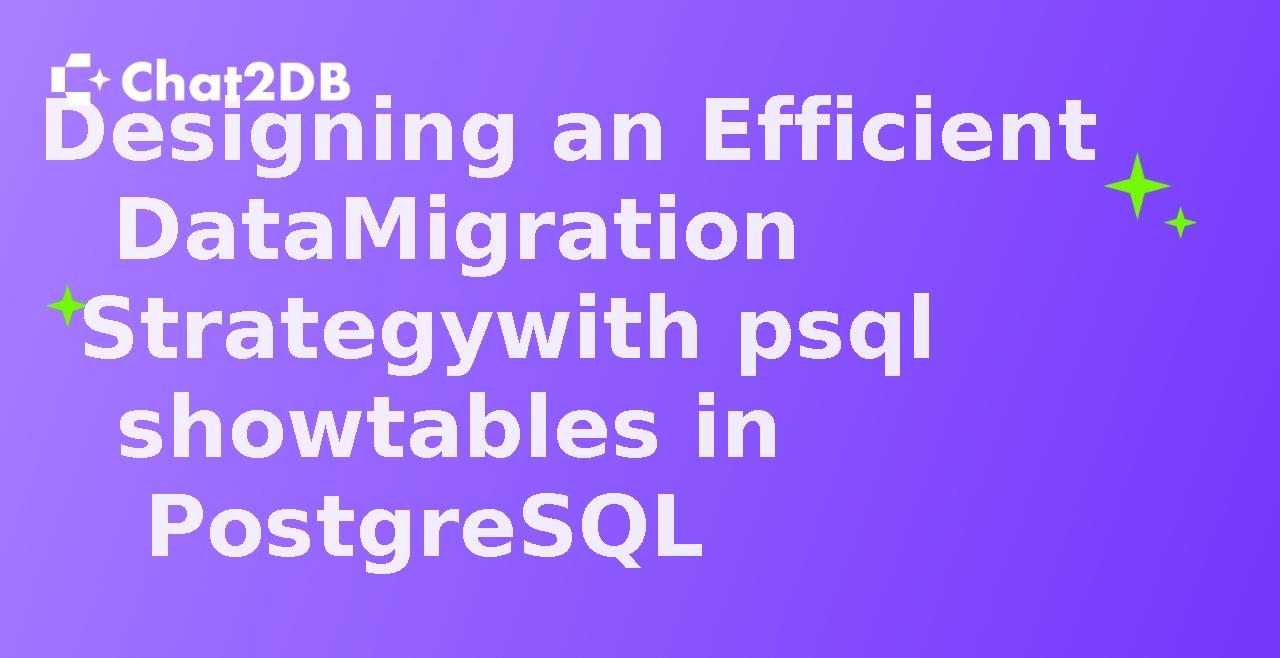 Chat2DB
Designing an Efficient
DataMigration
Strategywith psql
showtables in
PostgreSQL